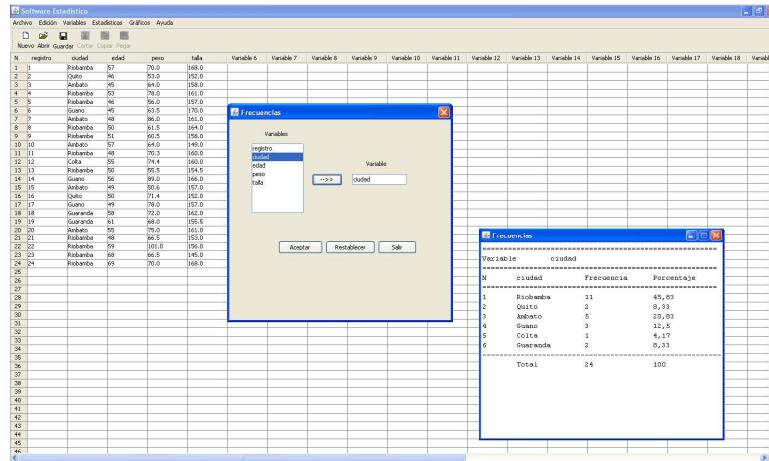 Software Estadístico
Archivo Edición Variables Estadísticas Gráficos Ayuda
Nuevo Abrir Guardar Cortar Copiar Pegar
N registro ciudad edad peso talla Variable 6 Variable 7 Variable 8 Variable 9 Variable 10 Variable 11 Variable 12 Variable 13 Variable 14 Variable 15 Variable 16 Variable 17 Variable 18
1 1 Riobamba 57 70.0 168.0
2 2 Quito 46 53.0 152.0
3 3 Ambato 45 64.0 158.0
4 4 Riobamba 53 78.0 161.0
5 5 Riobamba 46 56.0 157.0
6 6 Guano 45 63.5 170.0
7 7 Ambato 48 86.0 161.0
8 8 Riobamba 50 61.5 164.0
9 9 Riobamba 51 60.5 158.0
10 10 Ambato 57 64.0 149.0
11 11 Riobamba 48 70.3 160.0
12 12 Colta 55 74.4 160.0
13 13 Riobamba 50 55.5 154.5
14 14 Guano 56 89.0 166.0
15 15 Ambato 49 50.6 157.0
16 16 Quito 50 71.4 152.0
17 17 Guano 49 78.0 157.0
18 18 Guaranda 58 72.0 162.0
19 19 Guaranda 61 68.0 155.5
20 20 Ambato 55 75.0 161.0
21 21 Riobamba 48 66.5 153.0
22 22 Riobamba 59 101.0 156.0
23 23 Riobamba 68 66.5 145.0
24 24 Riobamba 69 70.0 168.0
25
26
27
28
29
30
31
32
33
34
35
36
37
38
39
40
41
42
43
44
45
46
Frecuencias
Variables
registro
ciudad
edad
peso
talla
-->>
Variable
ciudad
Aceptar Restablecer Salir
Frecuencias
Variable ciudad
N ciudad Frecuencia Porcentaje
1 Riobamba 11 45,83
2 Quito 2 8,33
3 Ambato 5 20,83
4 Guano 3 12,5
5 Colta 1 4,17
6 Guaranda 2 8,33
Total 24 100